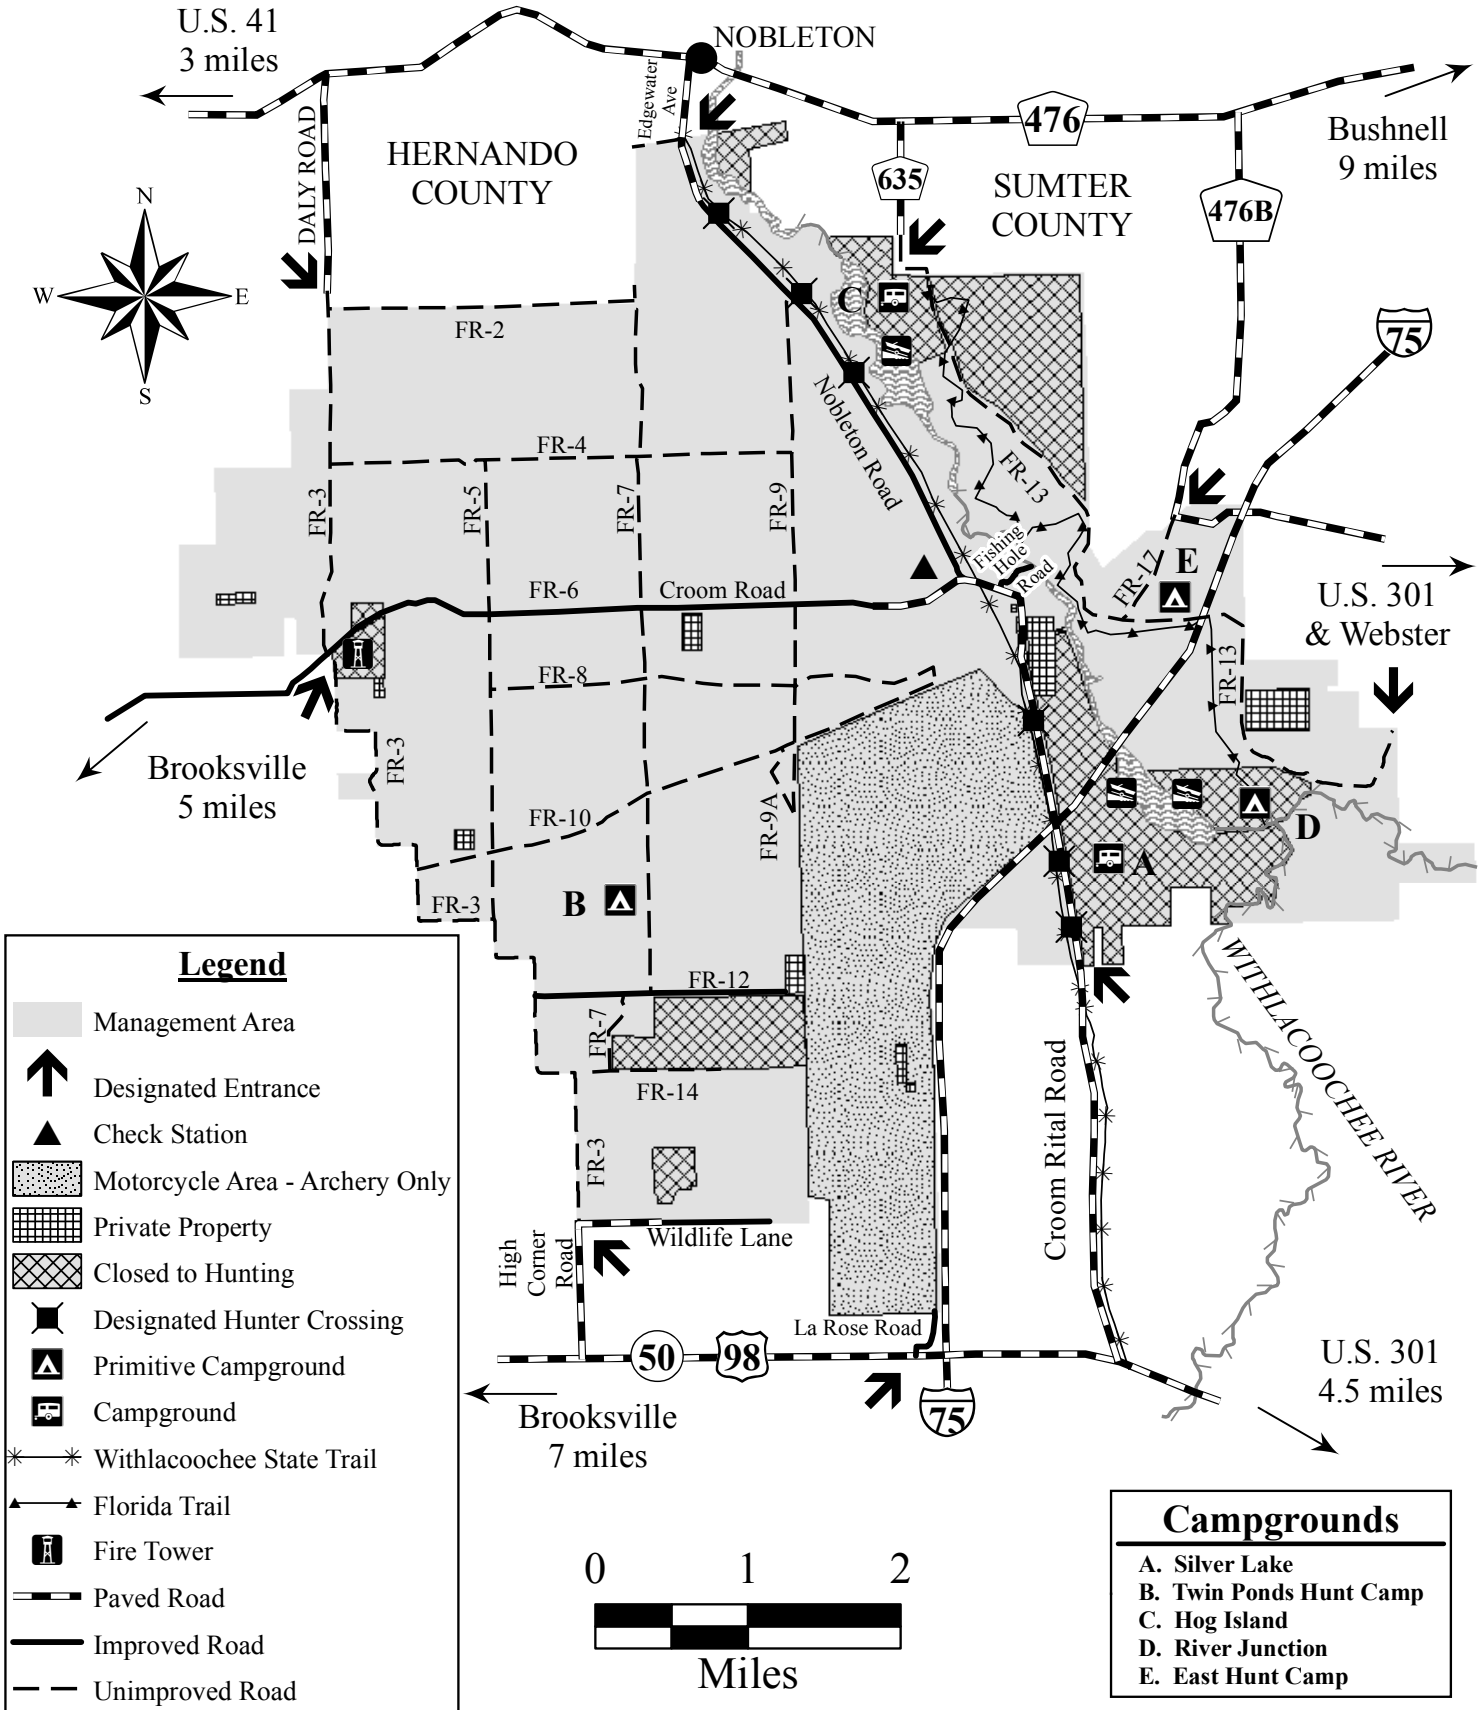 U.S. 41
3 miles
NOBLETON
Edgewater
Ave
476
Bushnell
9 miles
DALY ROAD
HERNANDO
COUNTY
635
SUMTER
COUNTY
476B
N
W
E
S
C
FR-2
75
Nobleton Road
FR-4
FR-13
FR-3
FR-5
FR-7
FR-9
Fishing
Hole
Road
FR-17
E
FR-6
Croom Road
U.S. 301
& Webster
FR-8
FR-13
FR-3
Brooksville
5 miles
FR-10
FR-9A
D
A
B
FR-3
WITHLACOOCHEE RIVER
FR-12
FR-7
FR-14
Croom Rital Road
FR-3
High
Corner
Road
Wildlife Lane
La Rose Road
50
98
75
Brooksville
7 miles
U.S. 301
4.5 miles
Legend
Management Area
Designated Entrance
Check Station
Motorcycle Area - Archery Only
Private Property
Closed to Hunting
Designated Hunter Crossing
Primitive Campground
Campground
Withlacoochee State Trail
Florida Trail
Fire Tower
Paved Road
Improved Road
Unimproved Road
0 1 2
Miles
Campgrounds
A. Silver Lake
B. Twin Ponds Hunt Camp
C. Hog Island
D. River Junction
E. East Hunt Camp